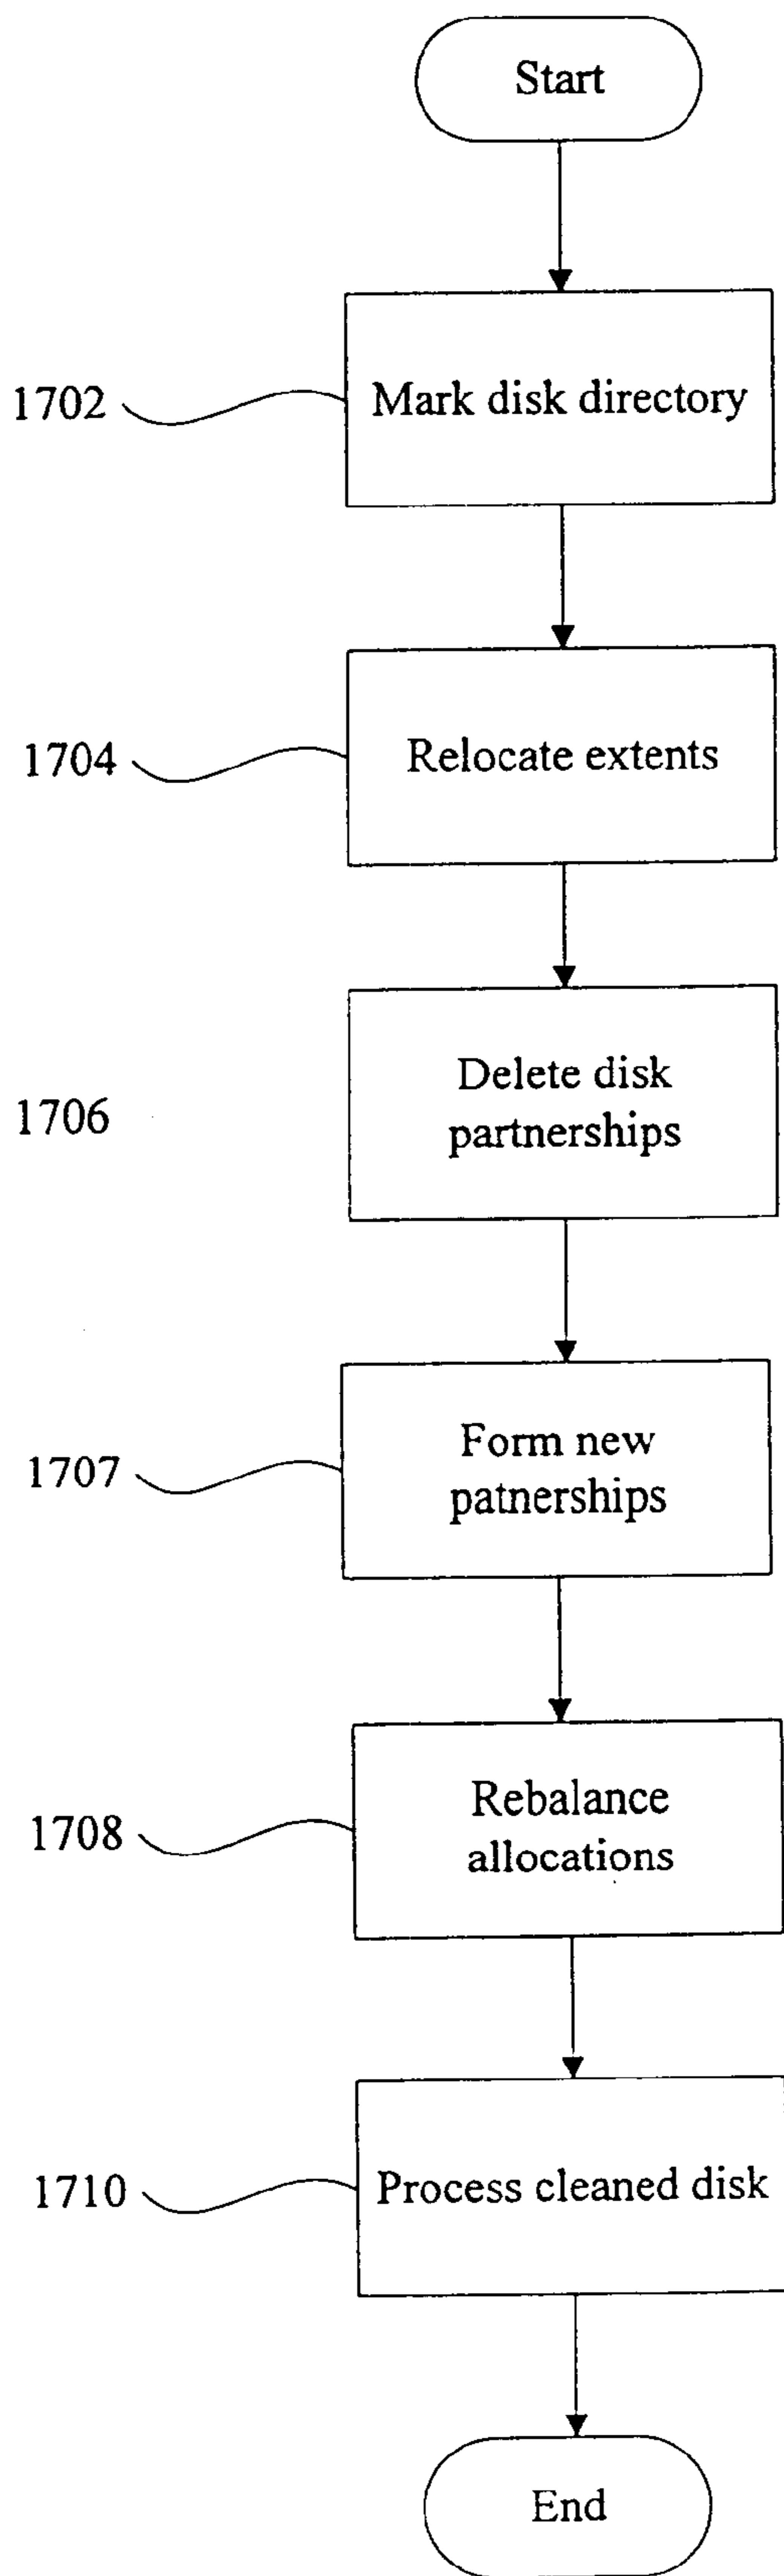 Start
1702
Mark disk directory
1704
Relocate extents
1706
Delete disk
partnerships
1707
Form new
patnerships
1708
Rebalance
allocations
1710
Process cleaned disk
End